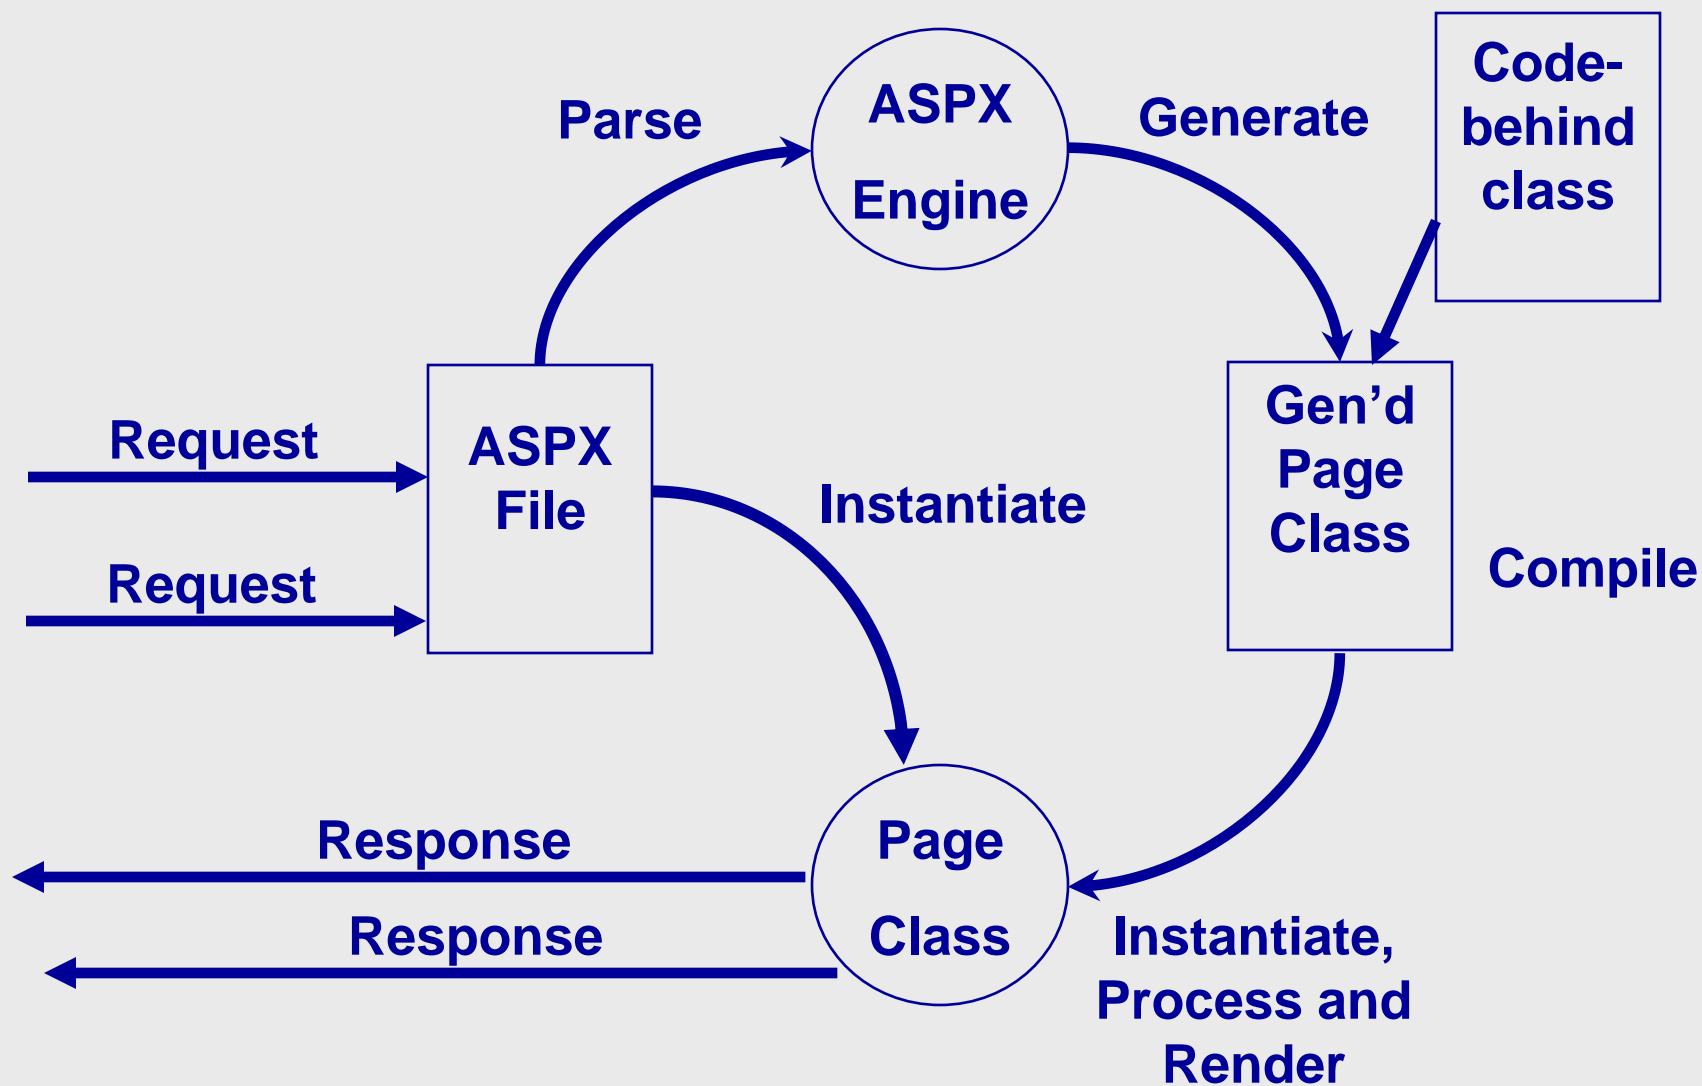 Parse
ASPX
Engine
Generate
Code-
behind
class
Request
Request
ASPX
File
Instantiate
Gen’d
Page
Class
Compile
Response
Response
Page
Class
Instantiate,
Process and
Render